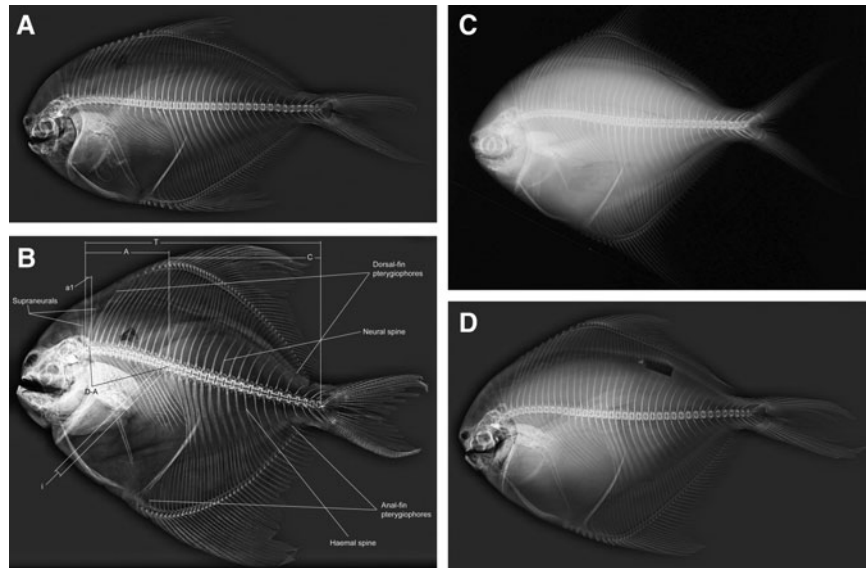 A
C
B
T
A
C
a1
Dorsal-fin
pterygiophores
Supraneurals
Neural spine
D-A
i
Anal-fin
pterygiophores
Haemal spine
D